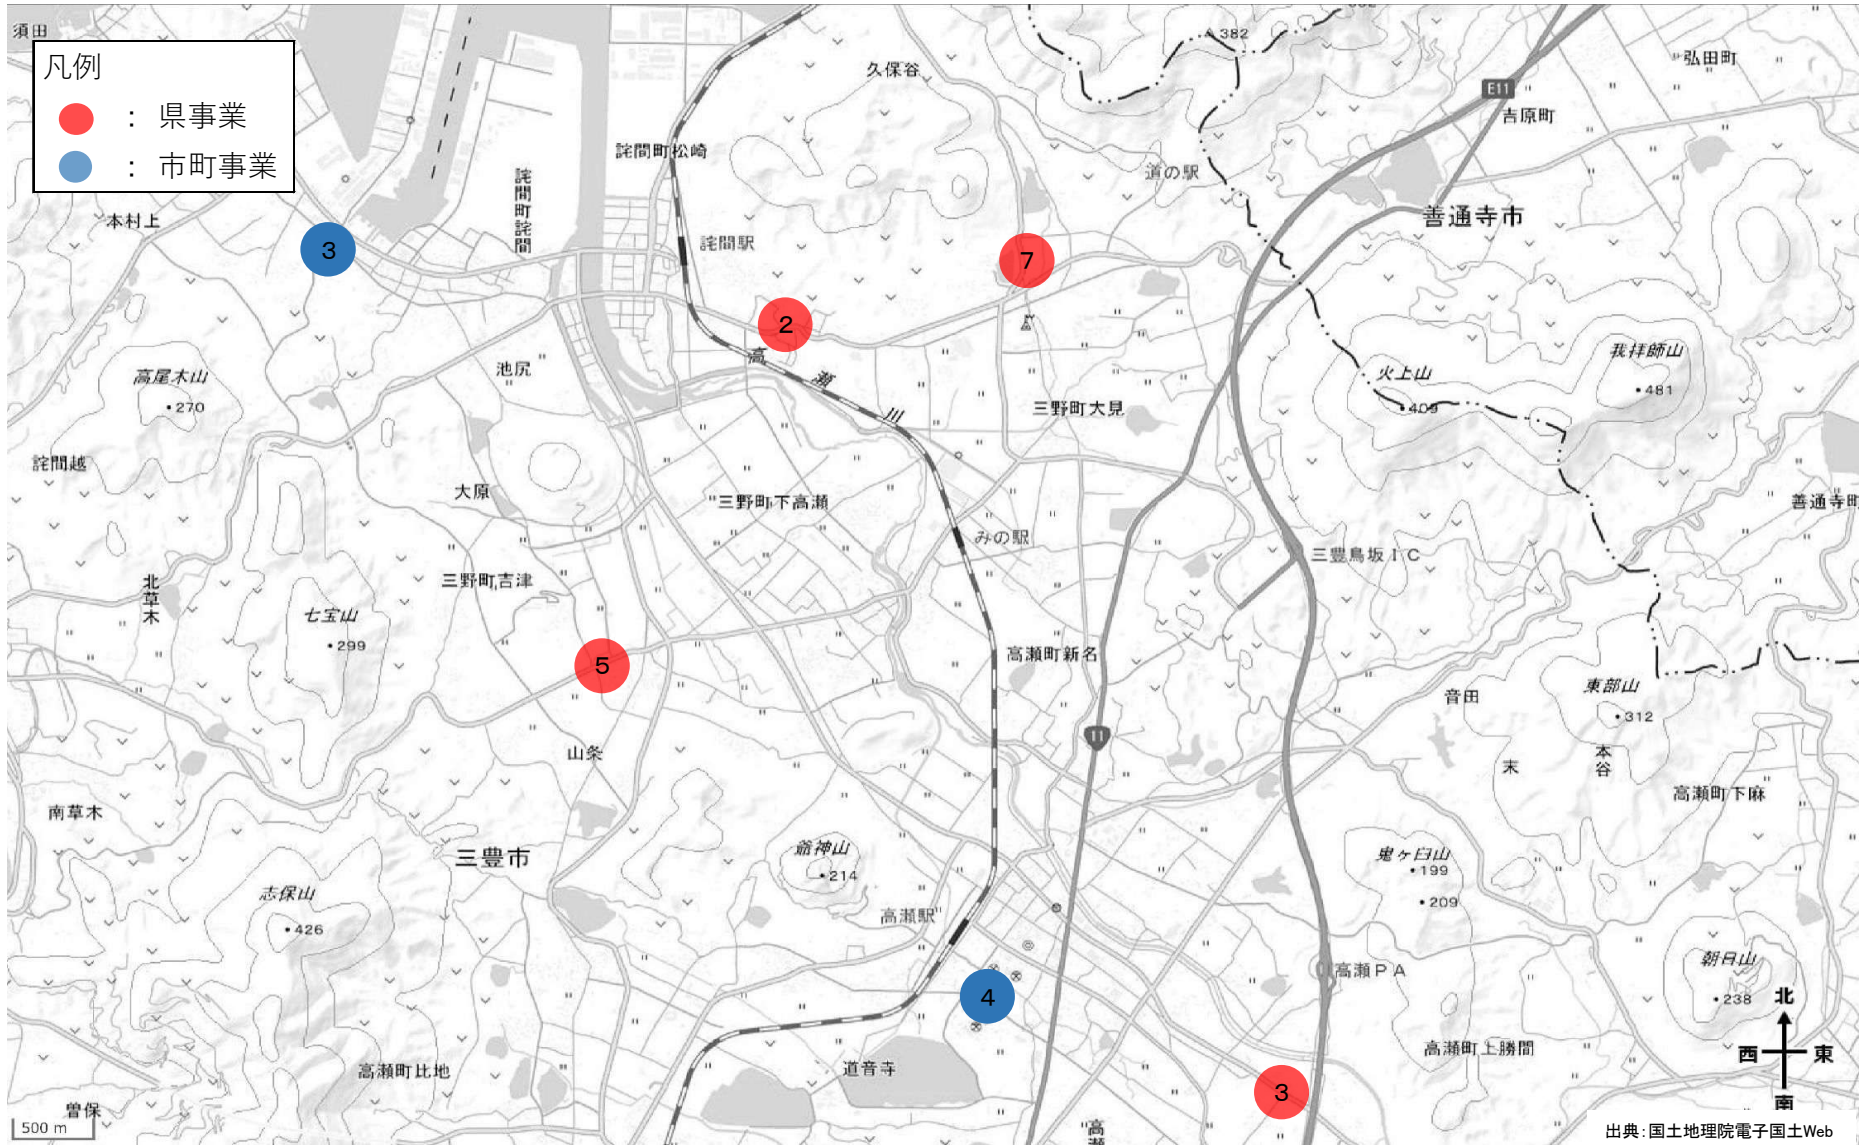 須田
凡例
：県事業
：市町事業
382
久保谷
弘田町
E11
吉原町
詫間町松崎
道の駅
詫間町詫間
本村上
善通寺市
3
詫間駅
7
2
高瀬川
池尻
高尾木山
270
三野町大見
火上山
409
我拝師山
481
詫間越
大原
三野町下高瀬
善通寺町
みの駅
三豊鳥坂IC
北草木
三野町吉津
七宝山
299
5
高瀬町新名
音田
東部山
312
11
山条
末
本谷
高瀬町下麻
南草木
三豊市
爺神山
214
鬼ヶ臼山
199
209
志保山
426
高瀬駅
高瀬PA
朝日山
238
4
北
西
東
南
道音寺
高瀬町上勝間
高瀬町比地
3
曽保
500 m
高瀬
出典:国土地理院電子国土Web